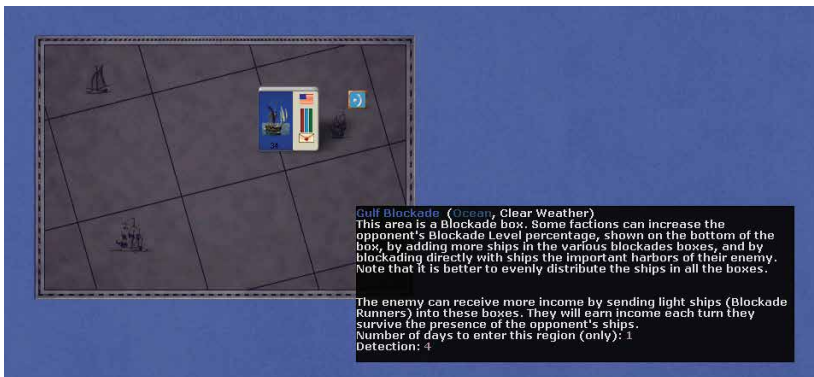 Gulf Blockade (Ocean, Clear Weather)
This area is a Blockade box. Some factions can increase the
opponent's Blockade Level percentage, shown on the bottom of the
box, by adding more ships in the various blockades boxes, and by
blockading directly with ships the important harbors of their enemy.
Note that it is better to evenly distribute the ships in all the boxes.
The enemy can receive more income by sending light ships (Blockade
Runners) into these boxes. They will earn income each turn they
survive the presence of the opponent's ships.
Number of days to enter this region (only): 1
Detection: 4